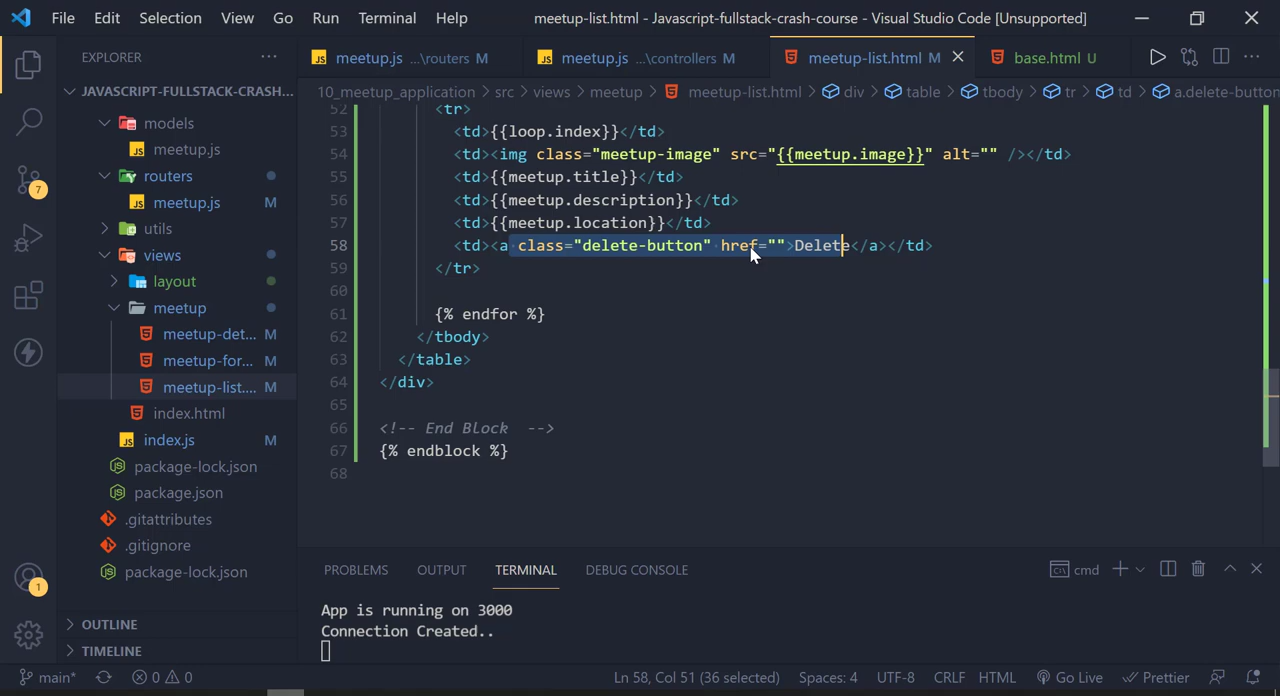 File Edit Selection View Go Run Terminal Help meetup-list.html - Javascript-fullstack-crash-course - Visual Studio Code [Unsupported]
EXPLORER ...
meetup.js ...\routers M meetup.js ...\controllers M meetup-list.html M base.html U
JAVASCRIPT-FULLSTACK-CRASH...
10_meetup_application > src > views > meetup > meetup-list.html > div > table > tbody > tr > td > a.delete-button
models
meetup.js
routers
meetup.js M
utils
views
layout
meetup
meetup-det... M
meetup-for... M
meetup-list.... M
index.html
index.js M
package-lock.json
package.json
.gitattributes
.gitignore
package-lock.json
OUTLINE
TIMELINE
7
1
52 <tr>
53 <td>{{loop.index}}</td>
54 <td><img class="meetup-image" src="{{meetup.image}}" alt="" /></td>
55 <td>{{meetup.title}}</td>
56 <td>{{meetup.description}}</td>
57 <td>{{meetup.location}}</td>
58 <td><a class="delete-button" href="">Delete</a></td>
59 </tr>
60
61 {% endfor %}
62 </tbody>
63 </table>
64 </div>
65
66 <!-- End Block -->
67 {% endblock %}
68
PROBLEMS OUTPUT TERMINAL DEBUG CONSOLE cmd
App is running on 3000
Connection Created..
main* 0 0 Ln 58, Col 51 (36 selected) Spaces: 4 UTF-8 CRLF HTML Go Live Prettier